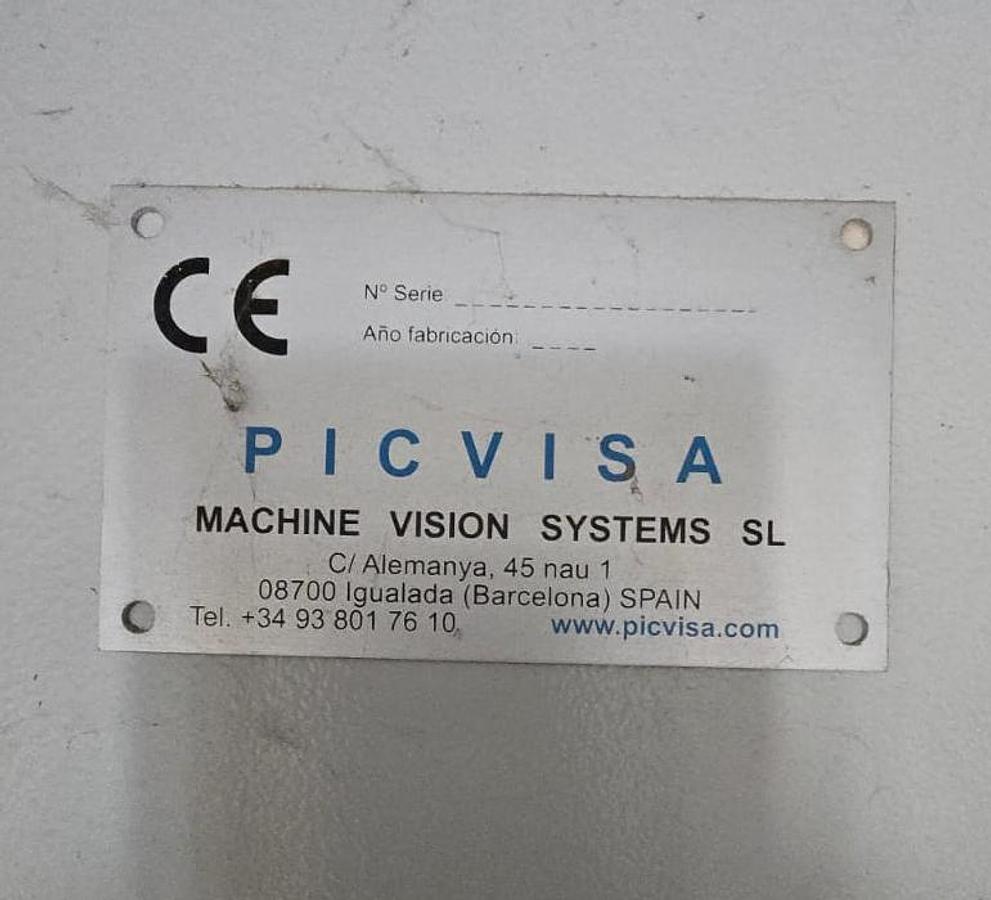 CE
Nº Serie _ _ _ _ _ _ _ _ _ _ _ _ _ _ _ _ _
Año fabricación: _ _ _ _
PICVISA
MACHINE VISION SYSTEMS SL
C/ Alemanya, 45 nau 1
08700 Igualada (Barcelona) SPAIN
Tel. +34 93 801 76 10, www.picvisa.com